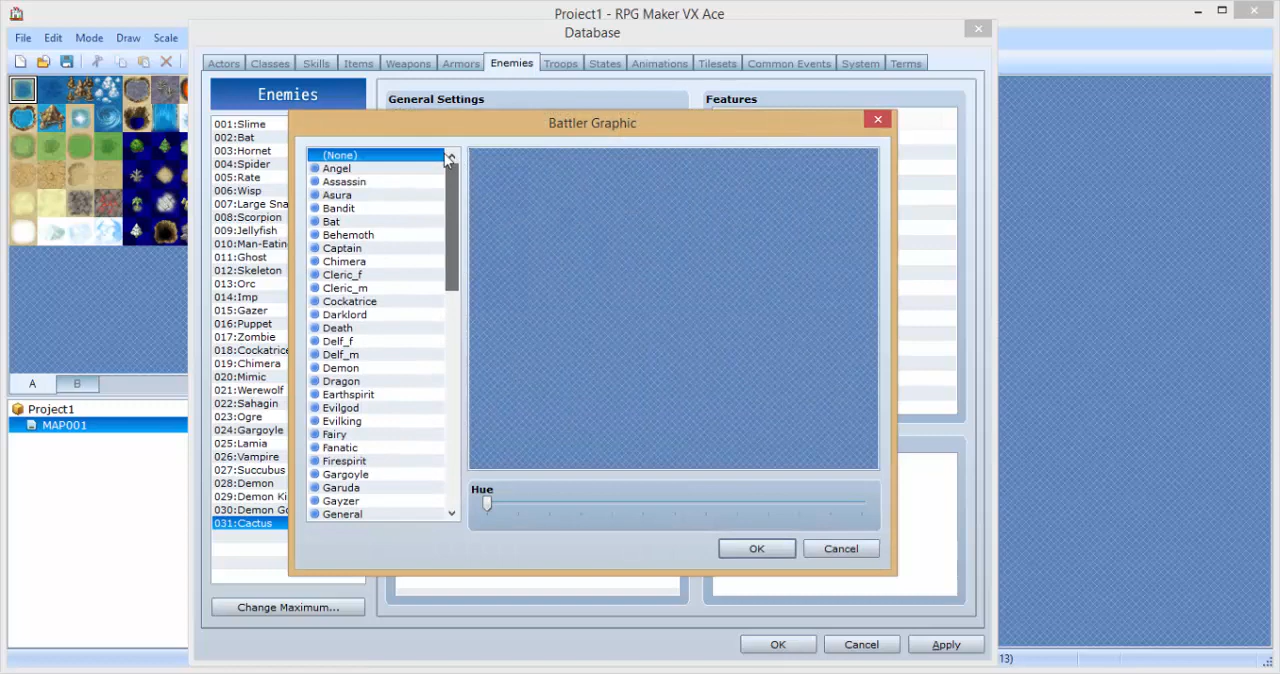 Project1 - RPG Maker VX Ace
Database
File Edit Mode Draw Scale
Actors Classes Skills Items Weapons Armors Enemies Troops States Animations Tilesets Common Events System Terms
Enemies
General Settings
Features
Battler Graphic
001:Slime
002:Bat
003:Hornet
004:Spider
005:Rate
006:Wisp
007:Large Sna
008:Scorpion
009:Jellyfish
010:Man-Eating
011:Ghost
012:Skeleton
013:Orc
014:Imp
015:Gazer
016:Puppet
017:Zombie
018:Cockatrice
019:Chimera
020:Mimic
021:Werewolf
022:Sahagin
023:Ogre
024:Gargoyle
025:Lamia
026:Vampire
027:Succubus
028:Demon
029:Demon Ki
030:Demon Go
031:Cactus
(None)
Angel
Assassin
Asura
Bandit
Bat
Behemoth
Captain
Chimera
Cleric_f
Cleric_m
Cockatrice
Darklord
Death
Delf_f
Delf_m
Demon
Dragon
Earthspirit
Evilgod
Evilking
Fairy
Fanatic
Firespirit
Gargoyle
Garuda
Gayzer
General
Hue
OK Cancel
A B
Project1
MAP001
Change Maximum...
OK Cancel Apply
13)